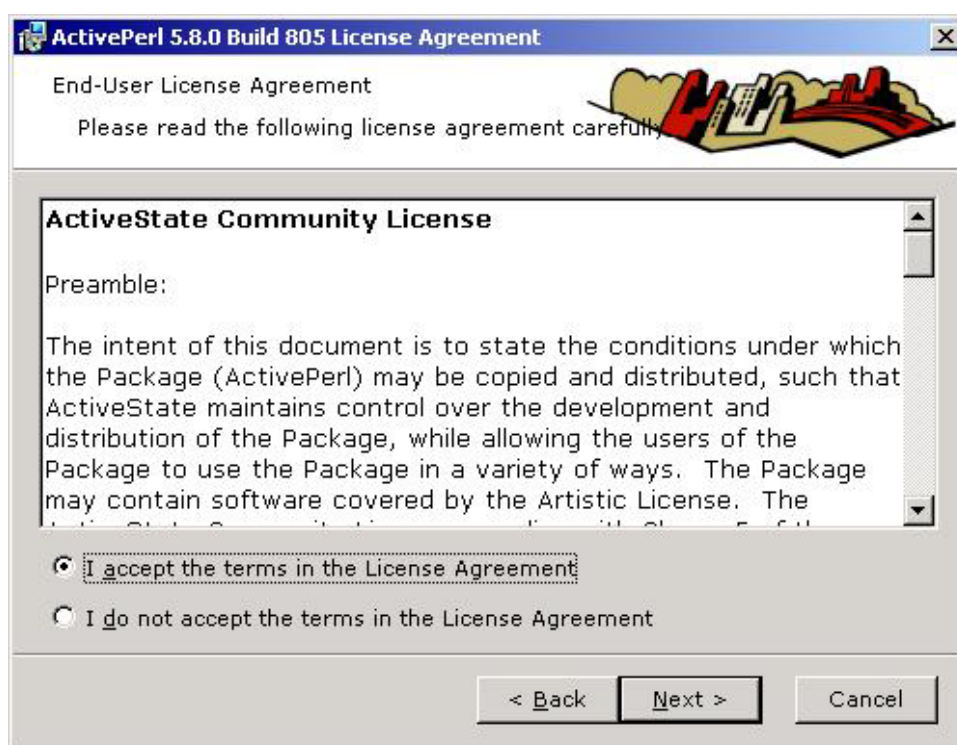 ActivePerl 5.8.0 Build 805 License Agreement
End-User License Agreement
Please read the following license agreement carefully
ActiveState Community License
Preamble:
The intent of this document is to state the conditions under which
the Package (ActivePerl) may be copied and distributed, such that
ActiveState maintains control over the development and
distribution of the Package, while allowing the users of the
Package to use the Package in a variety of ways.  The Package
may contain software covered by the Artistic License.  The
I accept the terms in the License Agreement
I do not accept the terms in the License Agreement
< Back
Next >
Cancel